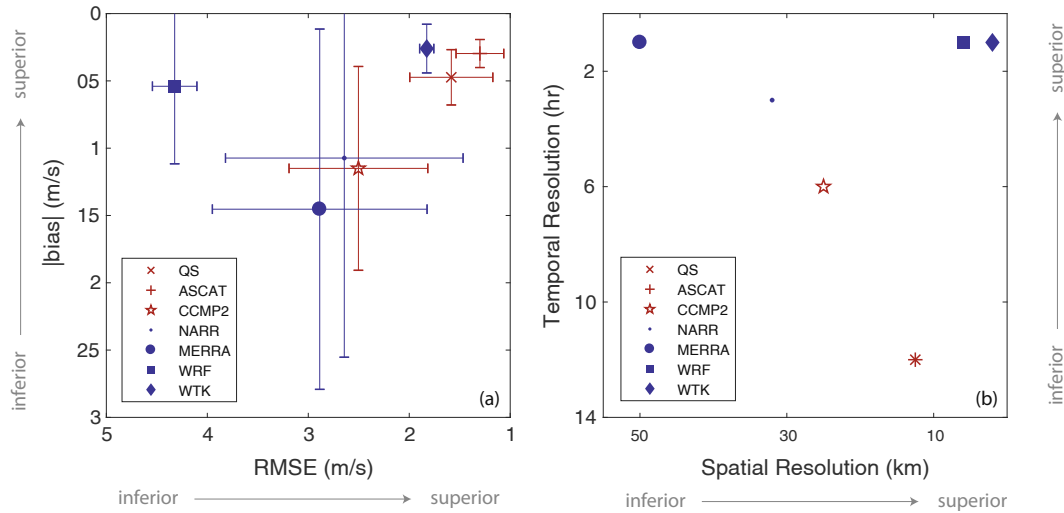 superior
inferior
|bias| (m/s)
0
05
1
15
2
25
3
5
4
3
2
1
QS
ASCAT
CCMP2
NARR
MERRA
WRF
WTK
(a)
RMSE (m/s)
inferior
superior
Temporal Resolution (hr)
2
6
10
14
50
30
10
QS
ASCAT
CCMP2
NARR
MERRA
WRF
WTK
(b)
Spatial Resolution (km)
inferior
superior
superior
inferior